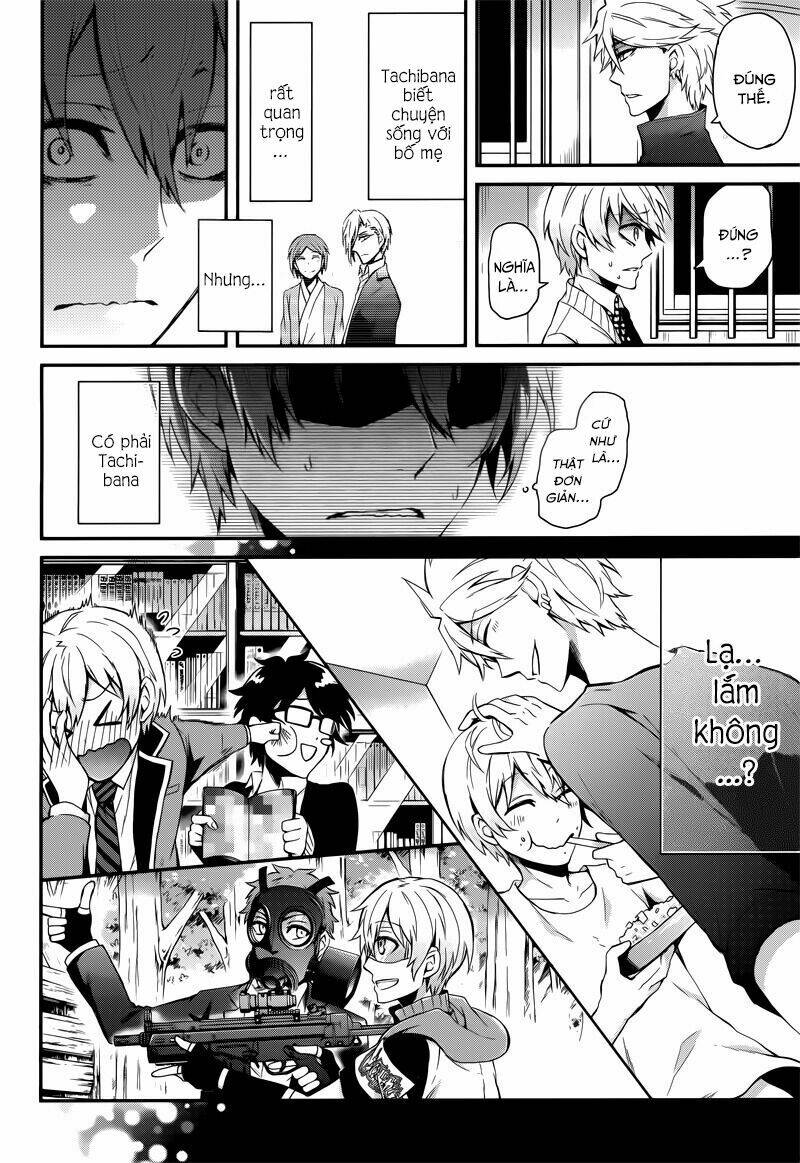 ĐÚNG
THẾ.
ĐÚNG
...?
NGHĨA
LÀ...
Tachibana
biết
chuyện
sống với
bố mẹ
rất
quan
trọng
...
Nhưng...
CỨ NHƯ
LÀ...
THẬT
ĐƠN
GIẢN...
Có phải
Tachi-
bana
Lạ...
lắm
không
...?